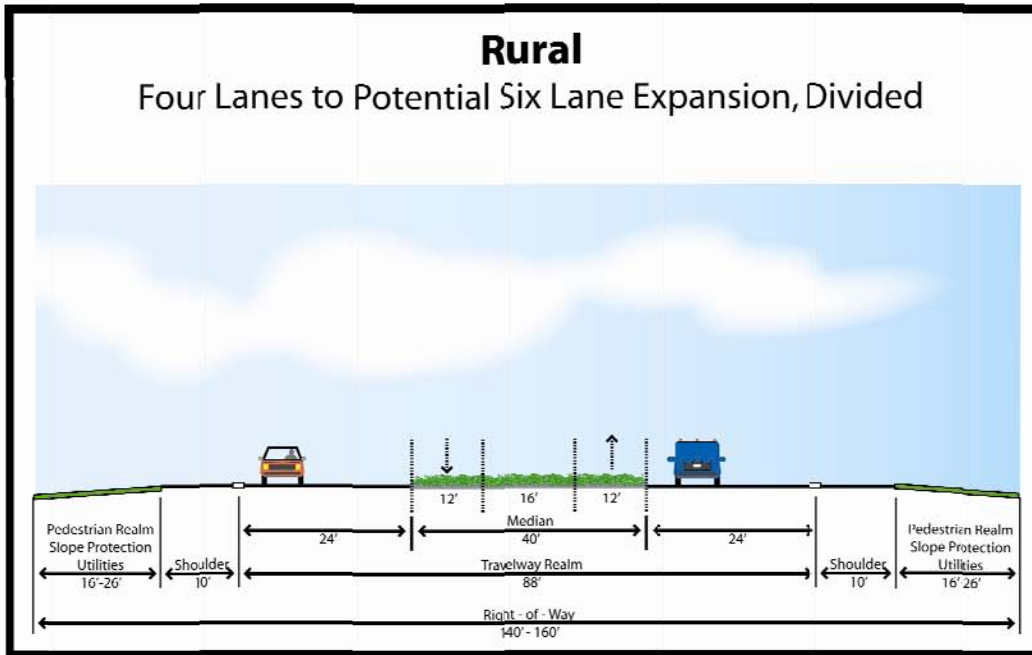 Rural
Four Lanes to Potential Six Lane Expansion, Divided
12'
16'
12'
Median
40'
24'
24'
Pedestrian Realm
Slope Protection
Utilities
16'-26'
Shoulder
10'
Travelway Realm
88'
Shoulder
10'
Pedestrian Realm
Slope Protection
Utilities
16' 26'
Right - of - Way
140' - 160'